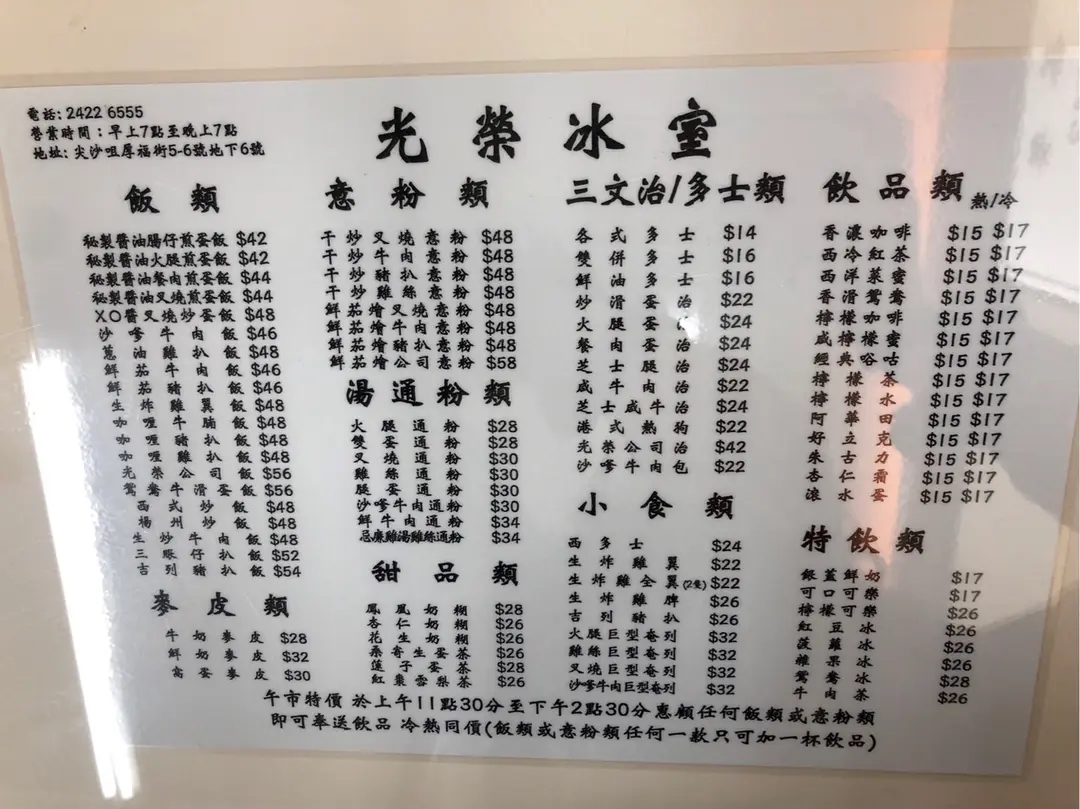 電話: 2422 6555
營業時間：早上7點至晚上7點
地址: 尖沙咀厚福街5-6號地下6號
光榮冰室
飯類
秘製醬油腸仔煎蛋飯 $42
秘製醬油火腿煎蛋飯 $42
秘製醬油餐肉煎蛋飯 $44
秘製醬油叉燒煎蛋飯 $44
XO醬叉燒炒蛋飯 $48
沙嗲牛肉飯 $46
蔥油雞扒飯 $48
鮮茄牛肉飯 $46
鮮茄豬扒飯 $46
生炸雞翼飯 $48
咖喱牛腩飯 $48
咖喱豬扒飯 $48
咖喱雞扒飯 $48
光榮公司飯 $56
鴛鴦牛滑蛋飯 $56
西式炒飯 $48
楊州炒飯 $48
生炒牛肉飯 $48
三賬仔扒飯 $52
吉列豬扒飯 $54
麥皮類
牛奶麥皮 $28
鮮奶麥皮 $32
窩蛋麥皮 $30
意粉類
干炒叉燒意粉 $48
干炒牛肉意粉 $48
干炒豬扒意粉 $48
干炒雞絲意粉 $48
鮮茄燴叉燒意粉 $48
鮮茄燴牛肉意粉 $48
鮮茄燴豬扒意粉 $48
鮮茄燴公司意粉 $58
湯通粉類
火腿通粉 $28
雙蛋通粉 $28
叉燒通粉 $30
雞絲通粉 $30
腿蛋通粉 $30
沙嗲牛肉通粉 $30
鮮牛肉通粉 $34
忌廉雞湯雞絲通粉 $34
甜品類
鳳凰奶糊 $28
杏仁奶糊 $26
花生奶糊 $26
桑寄生蛋茶 $26
蓮子蛋茶 $28
紅棗雪梨茶 $26
三文治/多士類
各式多士 $14
雙併多士 $16
鮮油多士 $16
炒滑蛋治 $22
火腿蛋治 $24
餐肉蛋治 $24
芝士腿治 $24
咸牛肉治 $22
芝士咸牛治 $24
港式熱狗 $22
光榮公司治 $42
沙嗲牛肉包 $22
小食類
西多士 $24
生炸雞翼 $22
生炸雞全翼(2隻) $22
生炸雞髀 $26
吉列豬扒 $26
火腿巨型奄列 $32
雞絲巨型奄列 $32
叉燒巨型奄列 $32
沙嗲牛肉巨型奄列 $32
飲品類 熱/冷
香濃咖啡 $15 $17
西冷紅茶 $15 $17
西洋菜蜜 $15 $17
香滑鴛鴦 $15 $17
檸檬咖啡 $15 $17
咸檸檬蜜 $15 $17
經典谷咕 $15 $17
檸檬茶 $15 $17
檸檬水 $15 $17
阿華田 $15 $17
好立克 $15 $17
朱古力 $15 $17
杏仁霜 $15 $17
滾水蛋 $15 $17
特飲類
銀蓋鮮奶 $17
可口可樂 $17
檸檬可樂 $26
紅豆冰 $26
菠蘿冰 $26
雜果冰 $26
鴛鴦冰 $28
牛肉茶 $26
午市特價 於上午11點30分至下午2點30分惠顧任何飯類或意粉類
即可奉送飲品 冷熱同價(飯類或意粉類任何一款只可加一杯飲品)